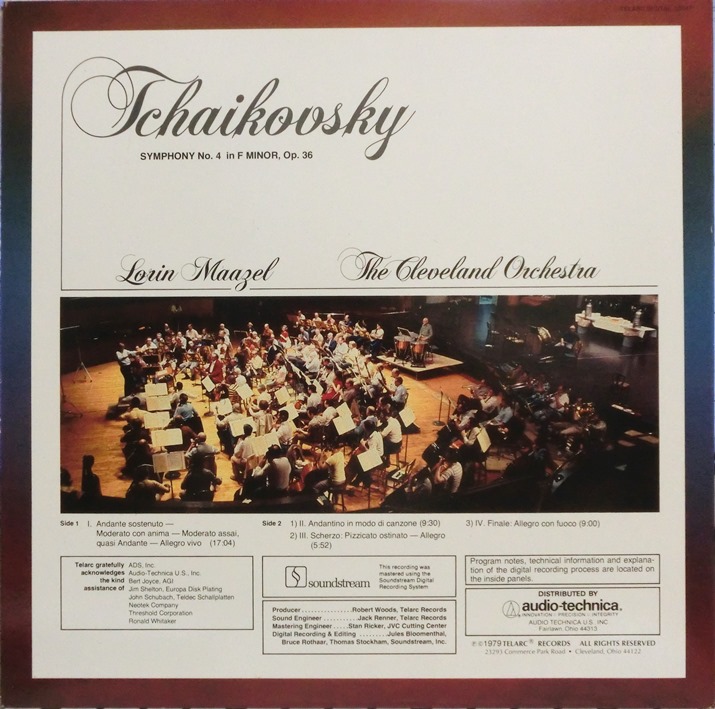 Tchaikovsky
SYMPHONY No. 4 in F MINOR, Op. 36
Lorin Maazel The Cleveland Orchestra
Side 1 I. Andante sostenuto —
Moderato con anima — Moderato assai,
quasi Andante — Allegro vivo (17:04)
Side 2 1) II. Andantino in modo di canzone (9:30)
2) III. Scherzo: Pizzicato ostinato — Allegro
(5:52)
3) IV. Finale: Allegro con fuoco (9:00)
Telarc gratefully acknowledges the kind assistance of
ADS, Inc.
Audio-Technica U.S., Inc.
Bert Joyce, AGI
Jim Shelton, Europa Disk Plating
John Schubach, Teldec Schallplatten
Neotek Company
Threshold Corporation
Ronald Whitaker
soundstream
This recording was
mastered using the
Soundstream Digital
Recording System.
Producer....................Robert Woods, Telarc Records
Sound Engineer...........Jack Renner, Telarc Records
Mastering Engineer.....Stan Ricker, JVC Cutting Center
Digital Recording & Editing........Jules Bloomenthal,
Bruce Rothaar, Thomas Stockham, Soundstream, Inc.
Program notes, technical information and explana-
tion of the digital recording process are located on
the inside panels.
DISTRIBUTED BY
audio-technica.
INNOVATION • PRECISION • INTEGRITY
AUDIO TECHNICA U.S. INC.
Fairlawn, Ohio 44313
℗©1979 TELARC® RECORDS ALL RIGHTS RESERVED
23293 Commerce Park Road • Cleveland, Ohio 44122